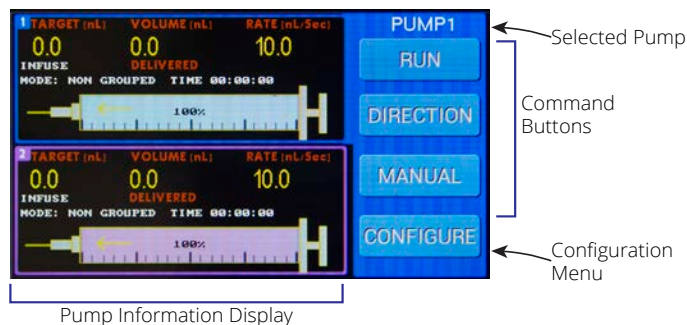 1 TARGET (nL) VOLUME (nL) RATE (nL/Sec)
0.0 0.0 10.0
INFUSE DELIVERED
MODE: NON GROUPED TIME 00:00:00
100%
2 TARGET (nL) VOLUME (nL) RATE (nL/Sec)
0.0 0.0 10.0
INFUSE DELIVERED
MODE: NON GROUPED TIME 00:00:00
100%
PUMP1
RUN
DIRECTION
MANUAL
CONFIGURE
Selected Pump
Command
Buttons
Configuration
Menu
Pump Information Display